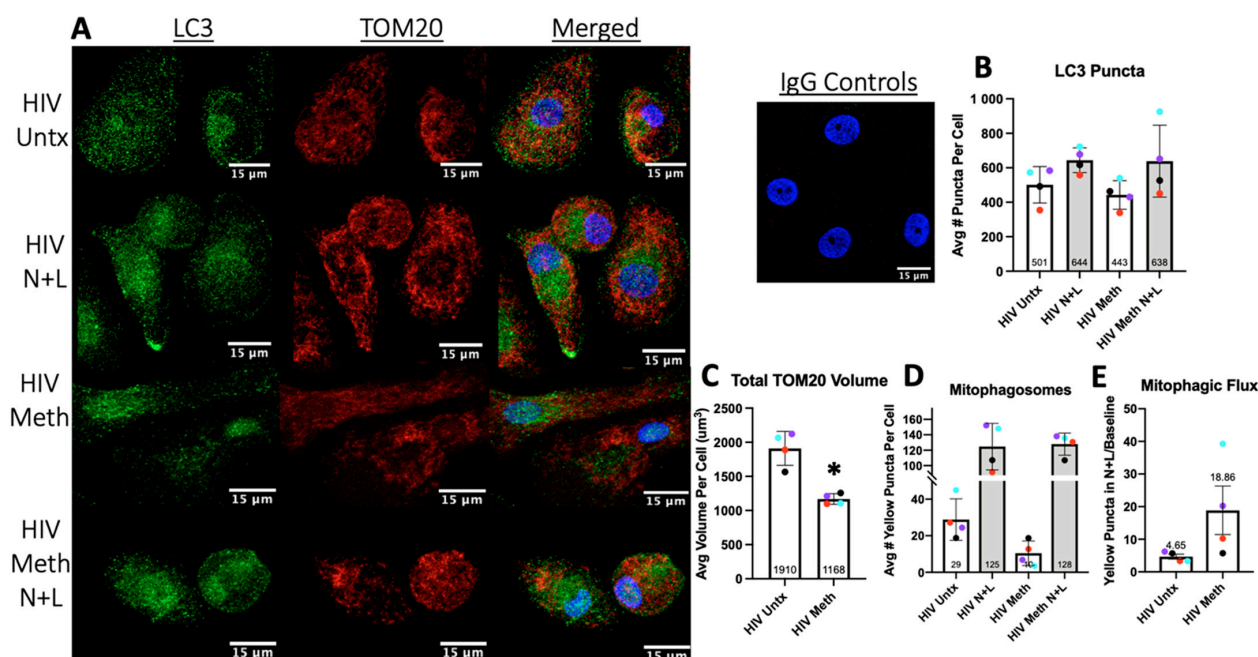 A
LC3
TOM20
Merged
HIV
Untx
15 μm
15 μm
15 μm
HIV
N+L
15 μm
15 μm
15 μm
HIV
Meth
15 μm
15 μm
15 μm
HIV
Meth
N+L
15 μm
15 μm
15 μm
IgG Controls
15 μm
B
LC3 Puncta
Avg # Puncta Per Cell
1 000
800
600
400
200
0
501
644
443
638
HIV Untx
HIV N+L
HIV Meth
HIV Meth N+L
C
Total TOM20 Volume
Avg Volume Per Cell (um³)
2500
2000
1500
1000
500
0
*
1910
1168
HIV Untx
HIV Meth
D
Mitophagosomes
Avg # Yellow Puncta Per Cell
160
140
120
100
40
20
0
29
125
10
128
HIV Untx
HIV N+L
HIV Meth
HIV Meth N+L
E
Mitophagic Flux
Yellow Puncta in N+L/Baseline
50
40
30
20
10
0
4.65
18.86
HIV Untx
HIV Meth